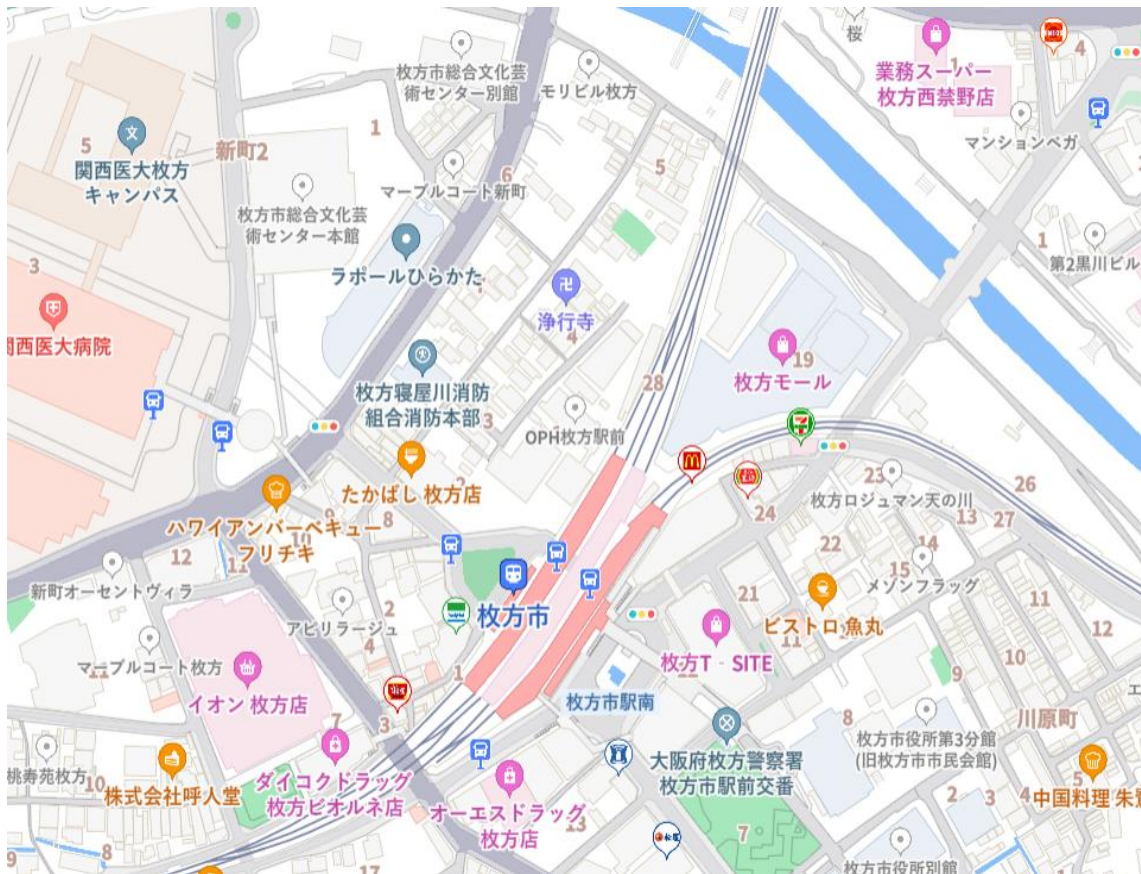 桜
4
枚方市総合文化芸
術センター別館
モリビル枚方
業務スーパー
枚方西禁野店
1
マンションベガ
5
関西医大枚方
キャンパス
新町2
1
6
5
マーブルコート新町
枚方市総合文化芸
術センター本館
3
ラポールひらかた
1
第2黒川ビル
浄行寺
4
関西医大病院
枚方寝屋川消防
組合消防本部
3
28
19
枚方モール
OPH枚方駅前
たかばし 枚方店
2
23
枚方ロジュマン天の川
26
ハワイアンバーベキュー
フリチキ
9
10
8
24
13
27
12
11
新町オーセントヴィラ
22
14
15
メゾンフラッグ
2
アビリラージュ
枚方市
21
ビストロ 魚丸
11
11
12
4
マーブルコート枚方
11
イオン 枚方店
1
枚方T‐SITE
12
枚方市駅南
9
10
川原町
7
3
桃寿苑枚方
10
株式会社呼人堂
ダイコクドラッグ
枚方ビオルネ店
オーエスドラッグ
枚方店
大阪府枚方警察署
枚方市駅前交番
8
枚方市役所第3分館
(旧枚方市市民会館)
5
中国料理 朱鷺
2
3
4
13
7
松屋
9
8
17
枚方市役所別館